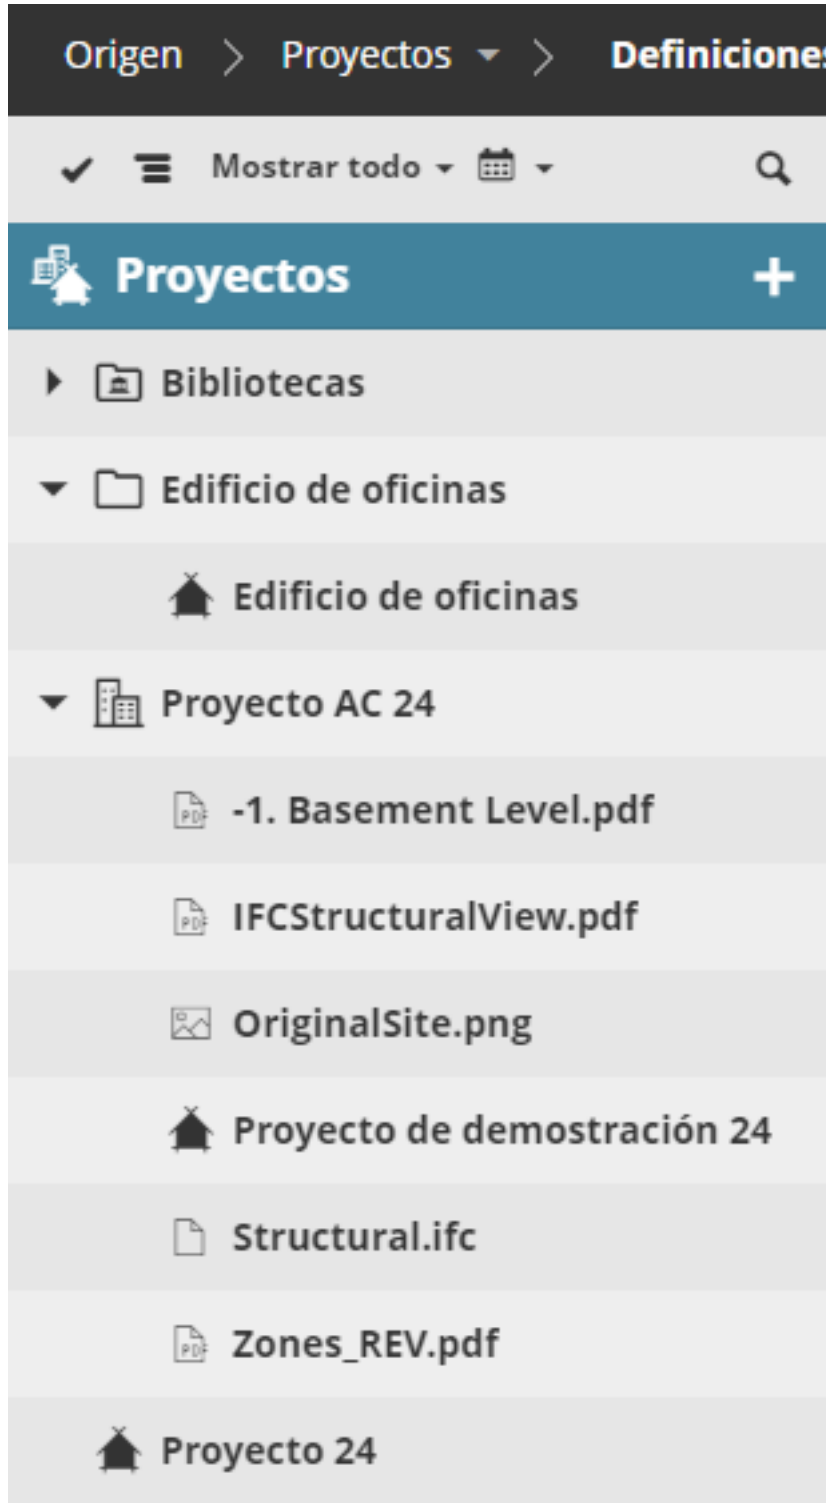 Origen > Proyectos > Definiciones
Mostrar todo
Proyectos
Bibliotecas
Edificio de oficinas
Edificio de oficinas
Proyecto AC 24
-1. Basement Level.pdf
IFCStructuralView.pdf
OriginalSite.png
Proyecto de demostración 24
Structural.ifc
Zones_REV.pdf
Proyecto 24